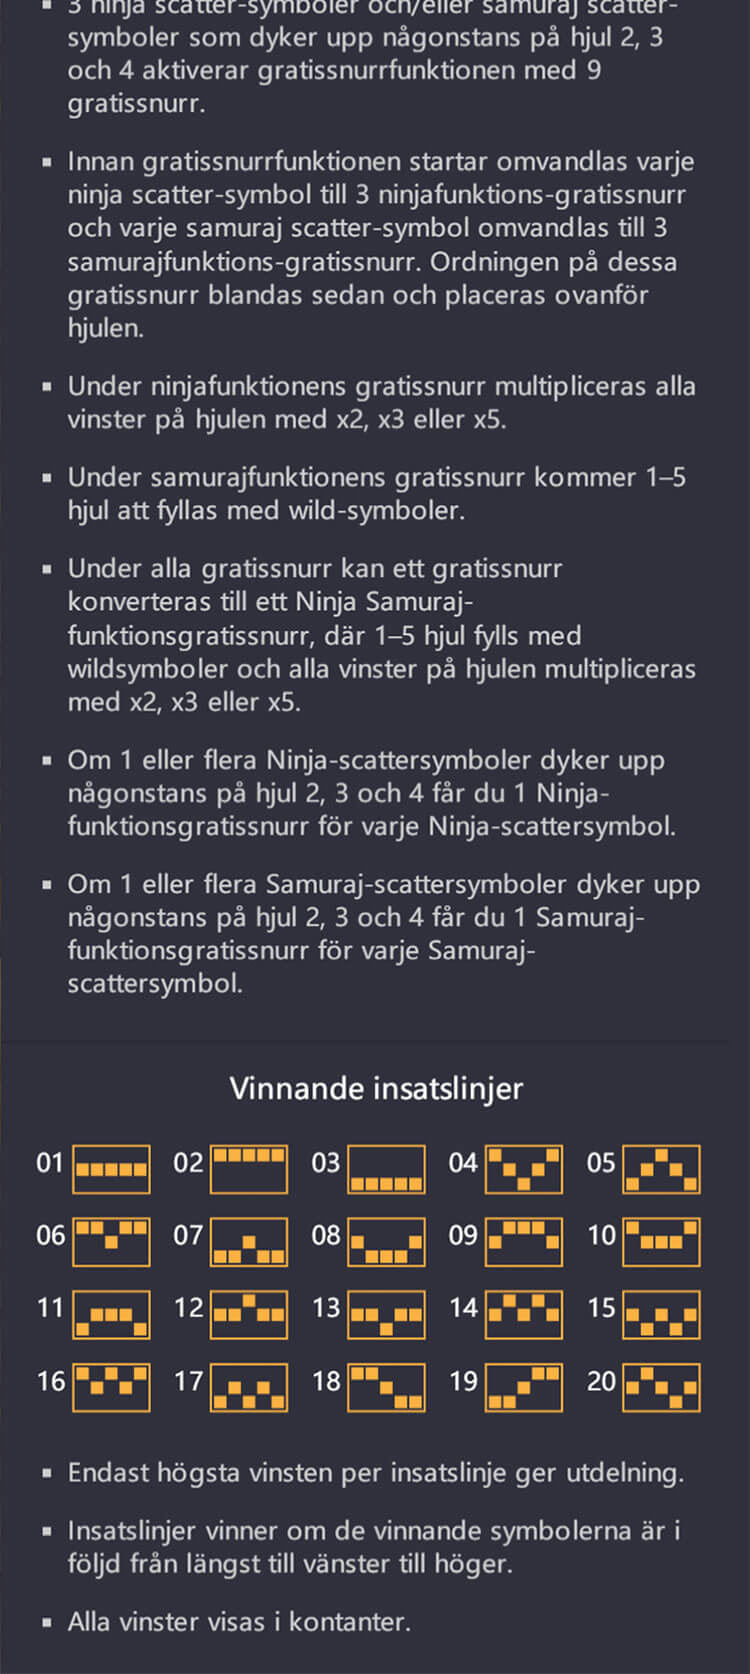 3 ninja scatter-symboler och/eller samuraj scatter-
symboler som dyker upp någonstans på hjul 2, 3
och 4 aktiverar gratissnurrfunktionen med 9
gratissnurr.
Innan gratissnurrfunktionen startar omvandlas varje
ninja scatter-symbol till 3 ninjafunktions-gratissnurr
och varje samuraj scatter-symbol omvandlas till 3
samurajfunktions-gratissnurr. Ordningen på dessa
gratissnurr blandas sedan och placeras ovanför
hjulen.
Under ninjafunktionens gratissnurr multipliceras alla
vinster på hjulen med x2, x3 eller x5.
Under samurajfunktionens gratissnurr kommer 1–5
hjul att fyllas med wild-symboler.
Under alla gratissnurr kan ett gratissnurr
konverteras till ett Ninja Samuraj-
funktionsgratissnurr, där 1–5 hjul fylls med
wildsymboler och alla vinster på hjulen multipliceras
med x2, x3 eller x5.
Om 1 eller flera Ninja-scattersymboler dyker upp
någonstans på hjul 2, 3 och 4 får du 1 Ninja-
funktionsgratissnurr för varje Ninja-scattersymbol.
Om 1 eller flera Samuraj-scattersymboler dyker upp
någonstans på hjul 2, 3 och 4 får du 1 Samuraj-
funktionsgratissnurr för varje Samuraj-
scattersymbol.
Vinnande insatslinjer
01 02 03 04 05
06 07 08 09 10
11 12 13 14 15
16 17 18 19 20
Endast högsta vinsten per insatslinje ger utdelning.
Insatslinjer vinner om de vinnande symbolerna är i
följd från längst till vänster till höger.
Alla vinster visas i kontanter.